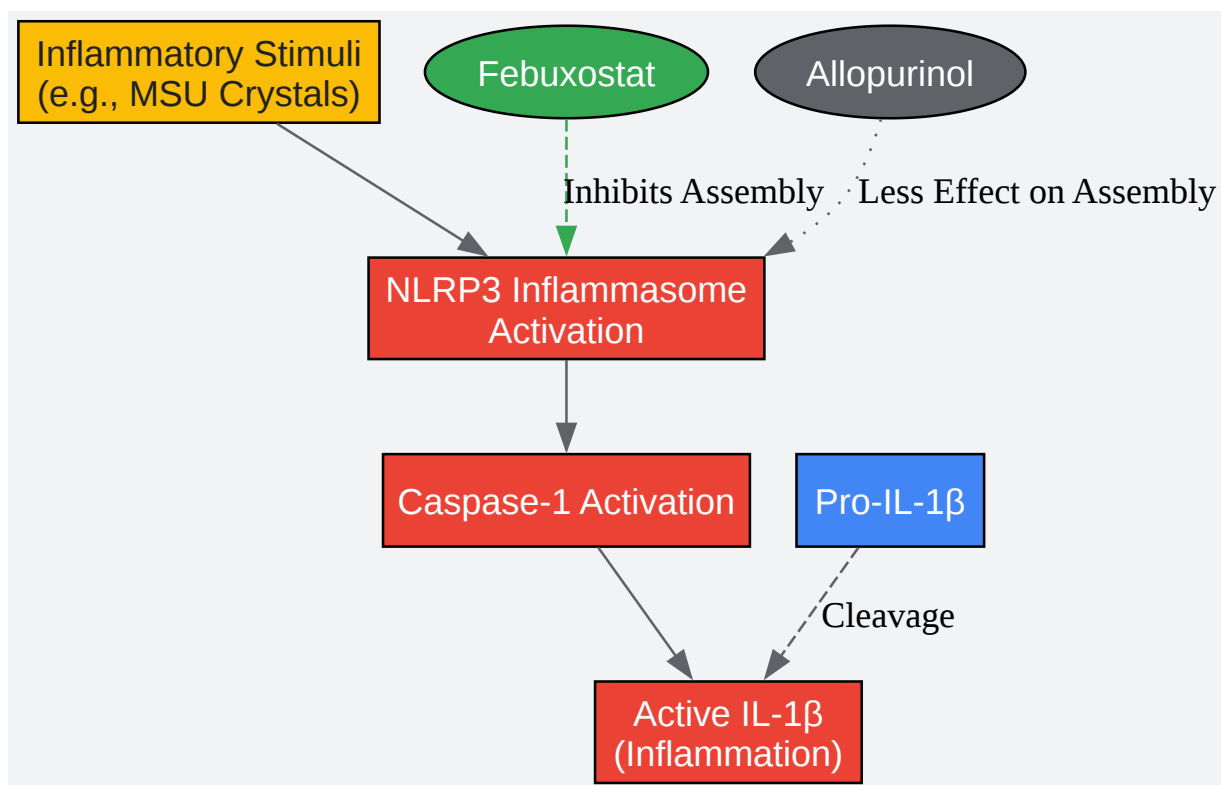 Inflammatory Stimuli
(e.g., MSU Crystals)
Febuxostat
Allopurinol
Inhibits Assembly
Less Effect on Assembly
NLRP3 Inflammasome
Activation
Caspase-1 Activation
Pro-IL-1β
Cleavage
Active IL-1β
(Inflammation)